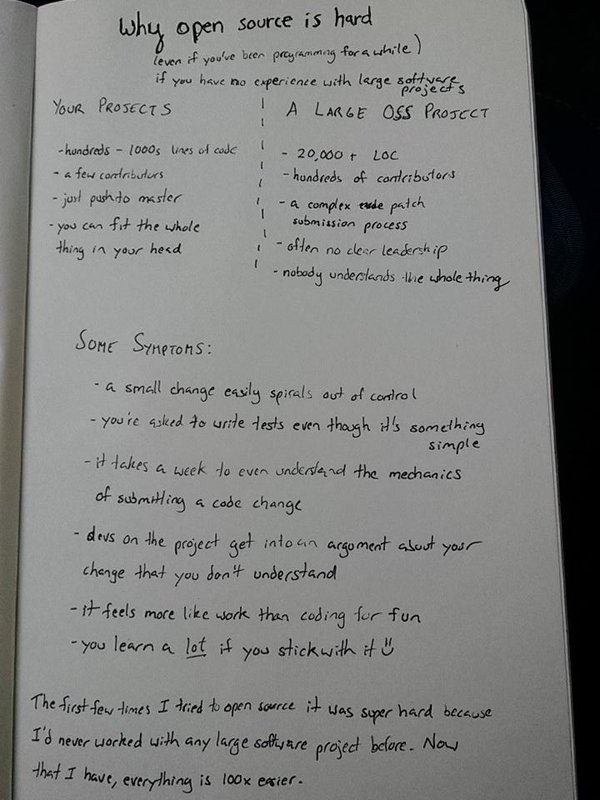 Why open source is hard
(even if you've been programming for a while)
if you have no experience with large software
projects
YOUR PROJECTS
- hundreds - 1000s lines of code
- a few contributors
- just push to master
- you can fit the whole
thing in your head
A LARGE OSS PROJECT
- 20,000 + LOC
- hundreds of contributors
- a complex patch
submission process
- often no clear leadership
- nobody understands the whole thing
SOME SYMPTOMS:
- a small change easily spirals out of control
- you're asked to write tests even though it's something
simple
- it takes a week to even understand the mechanics
of submitting a code change
- devs on the project get into an argument about your
change that you don't understand
- it feels more like work than coding for fun
- you learn a lot if you stick with it :)
The first few times I tried to open source it was super hard because
I'd never worked with any large software project before. Now
that I have, everything is 100x easier.